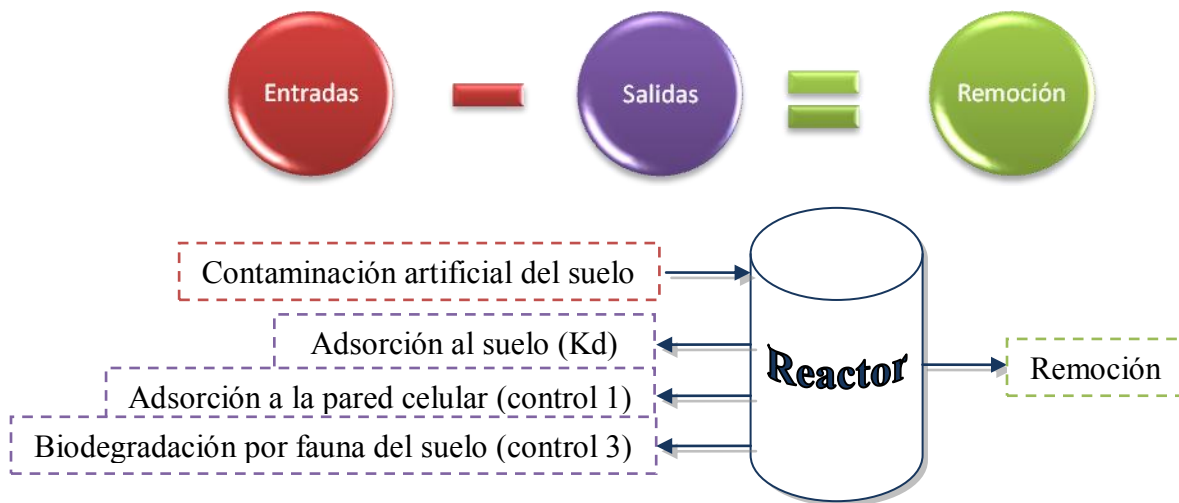 Entradas
Salidas
Remoción
Contaminación artificial del suelo
Adsorción al suelo (Kd)
Adsorción a la pared celular (control 1)
Biodegradación por fauna del suelo (control 3)
Reactor
Remoción